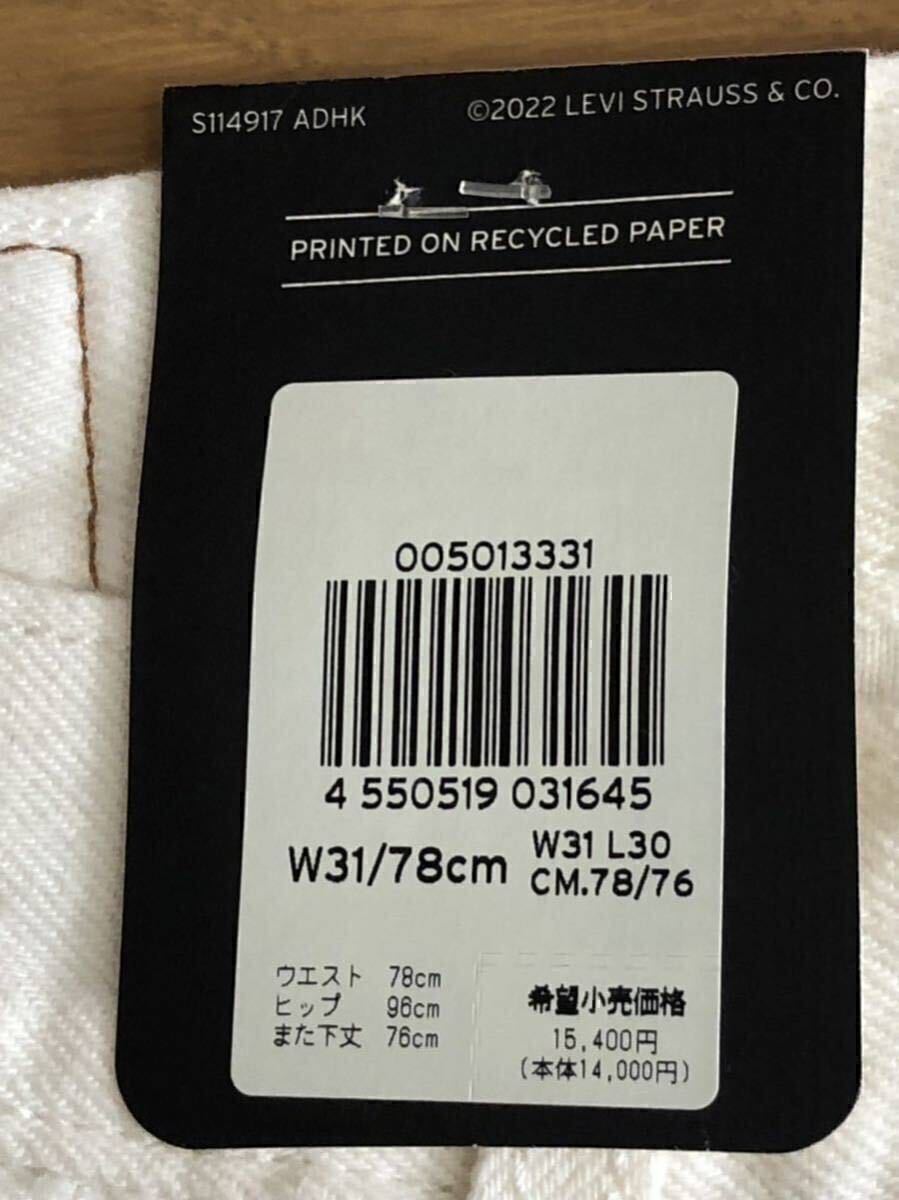 S114917 ADHK ©2022 LEVI STRAUSS & CO.
PRINTED ON RECYCLED PAPER
005013331
4 550519 031645
W31/78cm
W31 L30
CM.78/76
ウエスト 78cm
ヒップ 96cm
また下丈 76cm
希望小売価格
15,400円
(本体14,000円)